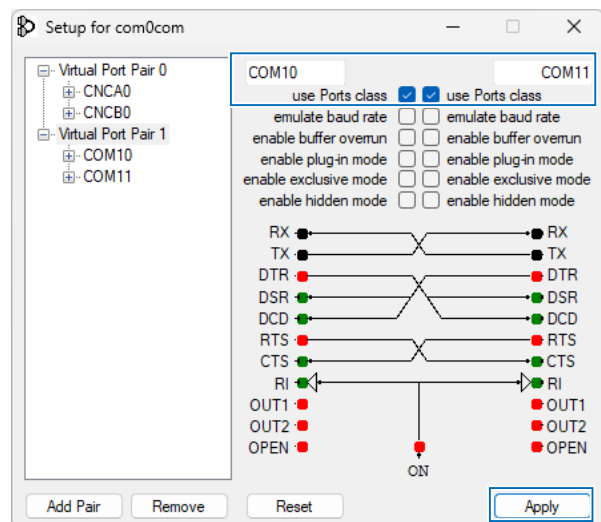 Setup for com0com
Virtual Port Pair 0
CNCA0
CNCB0
Virtual Port Pair 1
COM10
COM11
COM10 COM11
use Ports class use Ports class
emulate baud rate emulate baud rate
enable buffer overrun enable buffer overrun
enable plug-in mode enable plug-in mode
enable exclusive mode enable exclusive mode
enable hidden mode enable hidden mode
RX RX
TX TX
DTR DTR
DSR DSR
DCD DCD
RTS RTS
CTS CTS
RI RI
OUT1 OUT1
OUT2 OUT2
OPEN OPEN
ON
Add Pair Remove Reset Apply